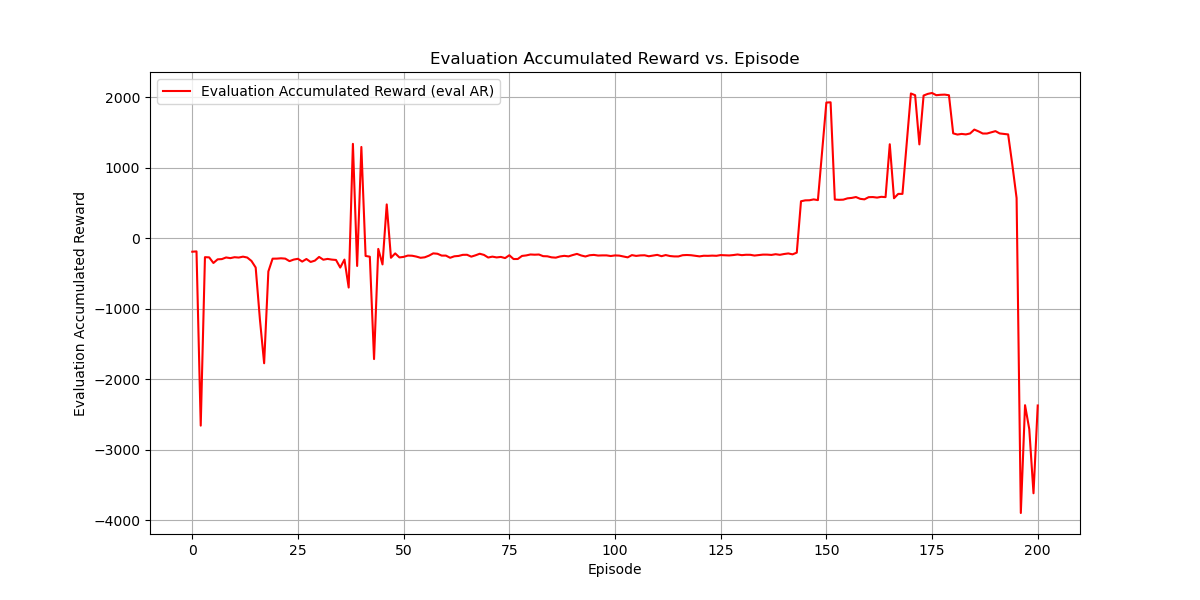 Evaluation Accumulated Reward vs. Episode
Evaluation Accumulated Reward (eval AR)
Evaluation Accumulated Reward
2000
1000
0
−1000
−2000
−3000
−4000
0 25 50 75 100 125 150 175 200
Episode